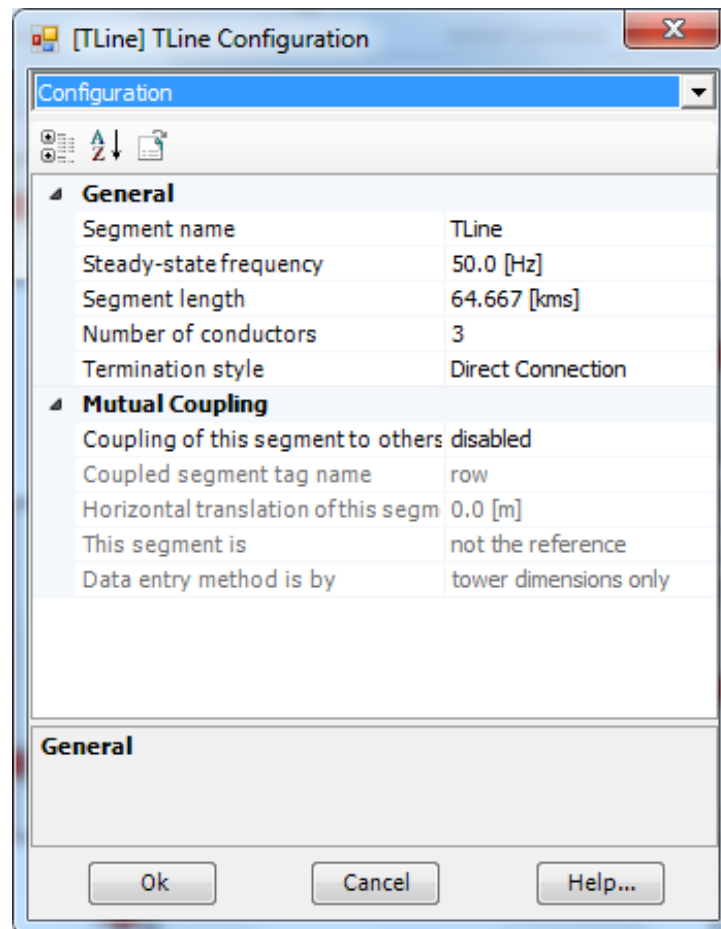 [TLine] TLine Configuration
Configuration
General
Segment name TLine
Steady-state frequency 50.0 [Hz]
Segment length 64.667 [kms]
Number of conductors 3
Termination style Direct Connection
Mutual Coupling
Coupling of this segment to others disabled
Coupled segment tag name row
Horizontal translation of this segm 0.0 [m]
This segment is not the reference
Data entry method is by tower dimensions only
General
Ok Cancel Help...